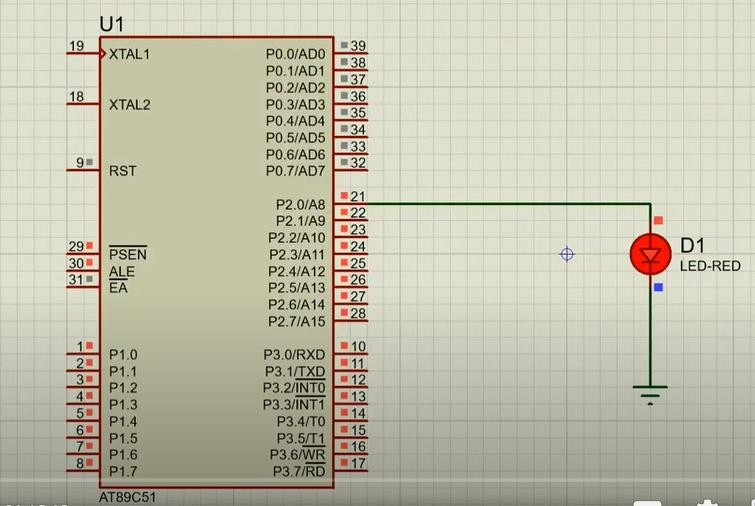 U1
19 XTAL1
18 XTAL2
9 RST
29 PSEN
30 ALE
31 EA
1 P1.0
2 P1.1
3 P1.2
4 P1.3
5 P1.4
6 P1.5
7 P1.6
8 P1.7
P0.0/AD0 39
P0.1/AD1 38
P0.2/AD2 37
P0.3/AD3 36
P0.4/AD4 35
P0.5/AD5 34
P0.6/AD6 33
P0.7/AD7 32
P2.0/A8 21
P2.1/A9 22
P2.2/A10 23
P2.3/A11 24
P2.4/A12 25
P2.5/A13 26
P2.6/A14 27
P2.7/A15 28
P3.0/RXD 10
P3.1/TXD 11
P3.2/INT0 12
P3.3/INT1 13
P3.4/T0 14
P3.5/T1 15
P3.6/WR 16
P3.7/RD 17
AT89C51
D1
LED-RED